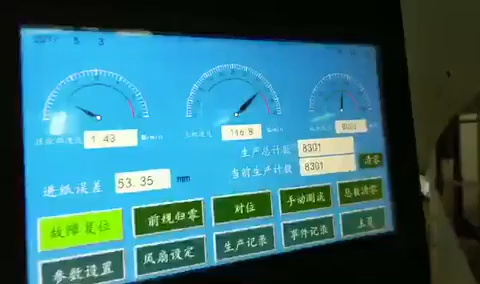 2017 5 3
1.43 m/min 116.8 m/min
生产总计数 8301
当前生产计数 8301 清零
进纸误差 53.35 mm
故障复位 前规归零 对位 手动测试 总数清零
参数设置 风扇设定 生产记录 事件记录 主页